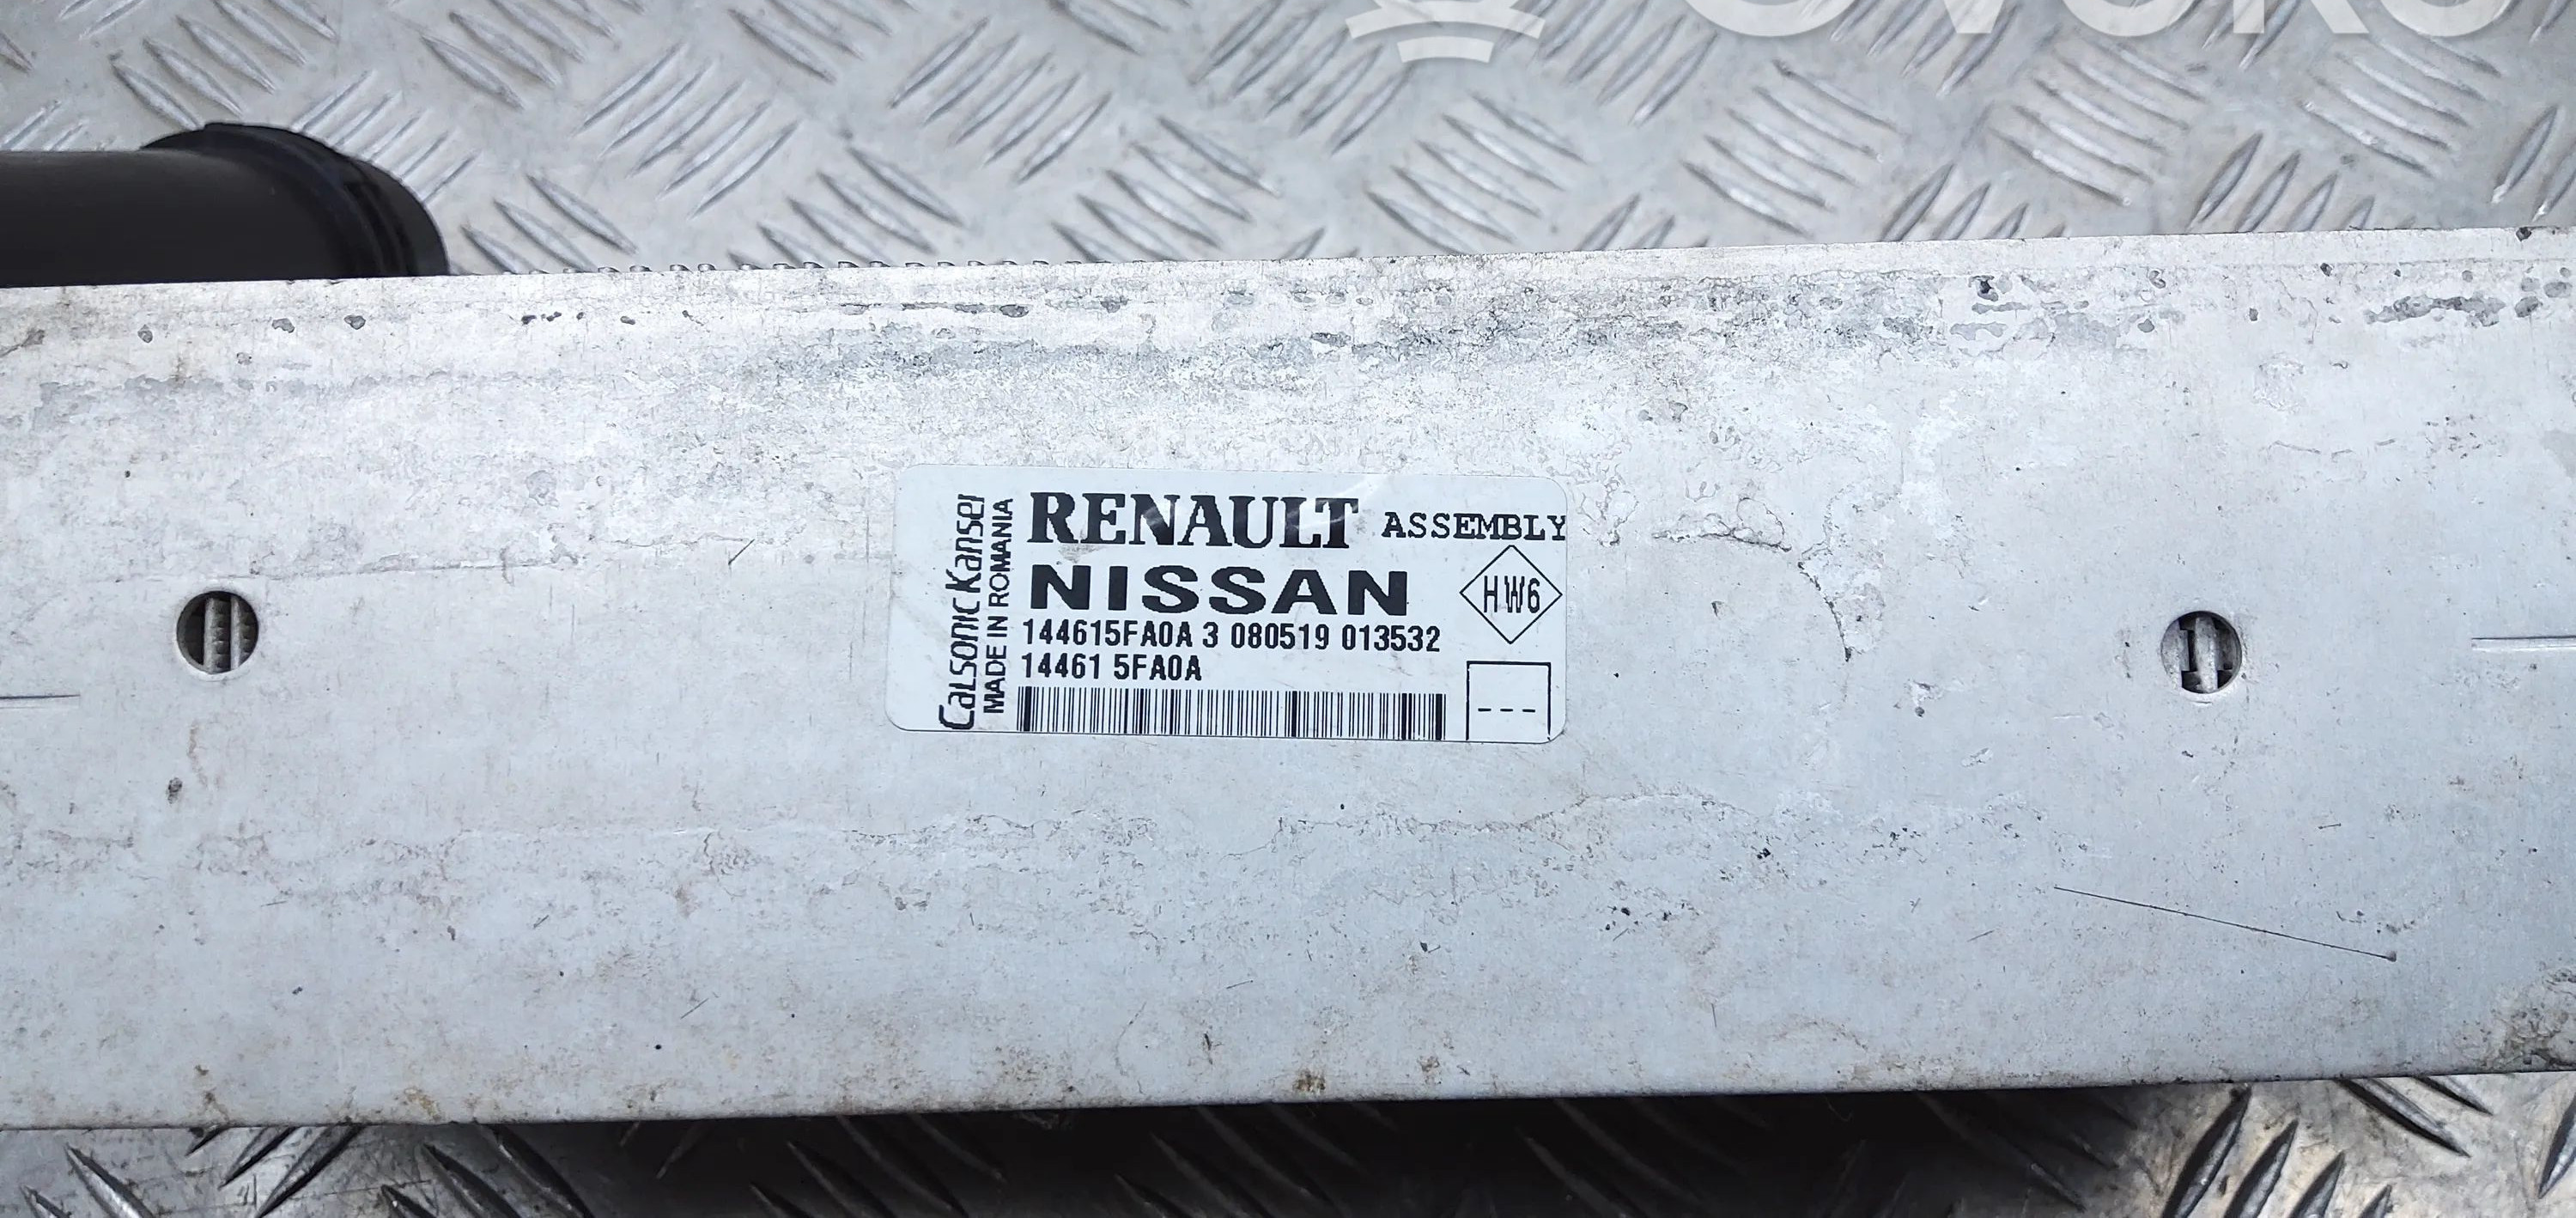 Calsonic Kansei
MADE IN ROMANIA
RENAULT ASSEMBLY
NISSAN
HW6
144615FA0A 3 080519 013532
14461 5FA0A
---